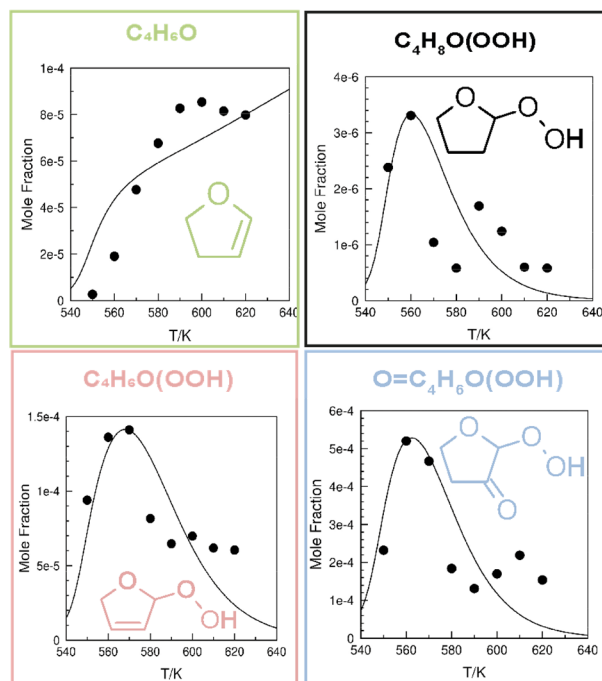 C₄H₆O
Mole Fraction
1e-4
8e-5
6e-5
4e-5
2e-5
0
O
540 560 580 600 620 640
T/K
C₄H₈O(OOH)
Mole Fraction
4e-6
3e-6
2e-6
1e-6
0
O
O
OH
540 560 580 600 620 640
T/K
C₄H₆O(OOH)
Mole Fraction
1.5e-4
1e-4
5e-5
0
O
O
OH
540 560 580 600 620 640
T/K
O=C₄H₆O(OOH)
Mole Fraction
6e-4
5e-4
4e-4
3e-4
2e-4
1e-4
0
O
O
OH
O
540 560 580 600 620 640
T/K